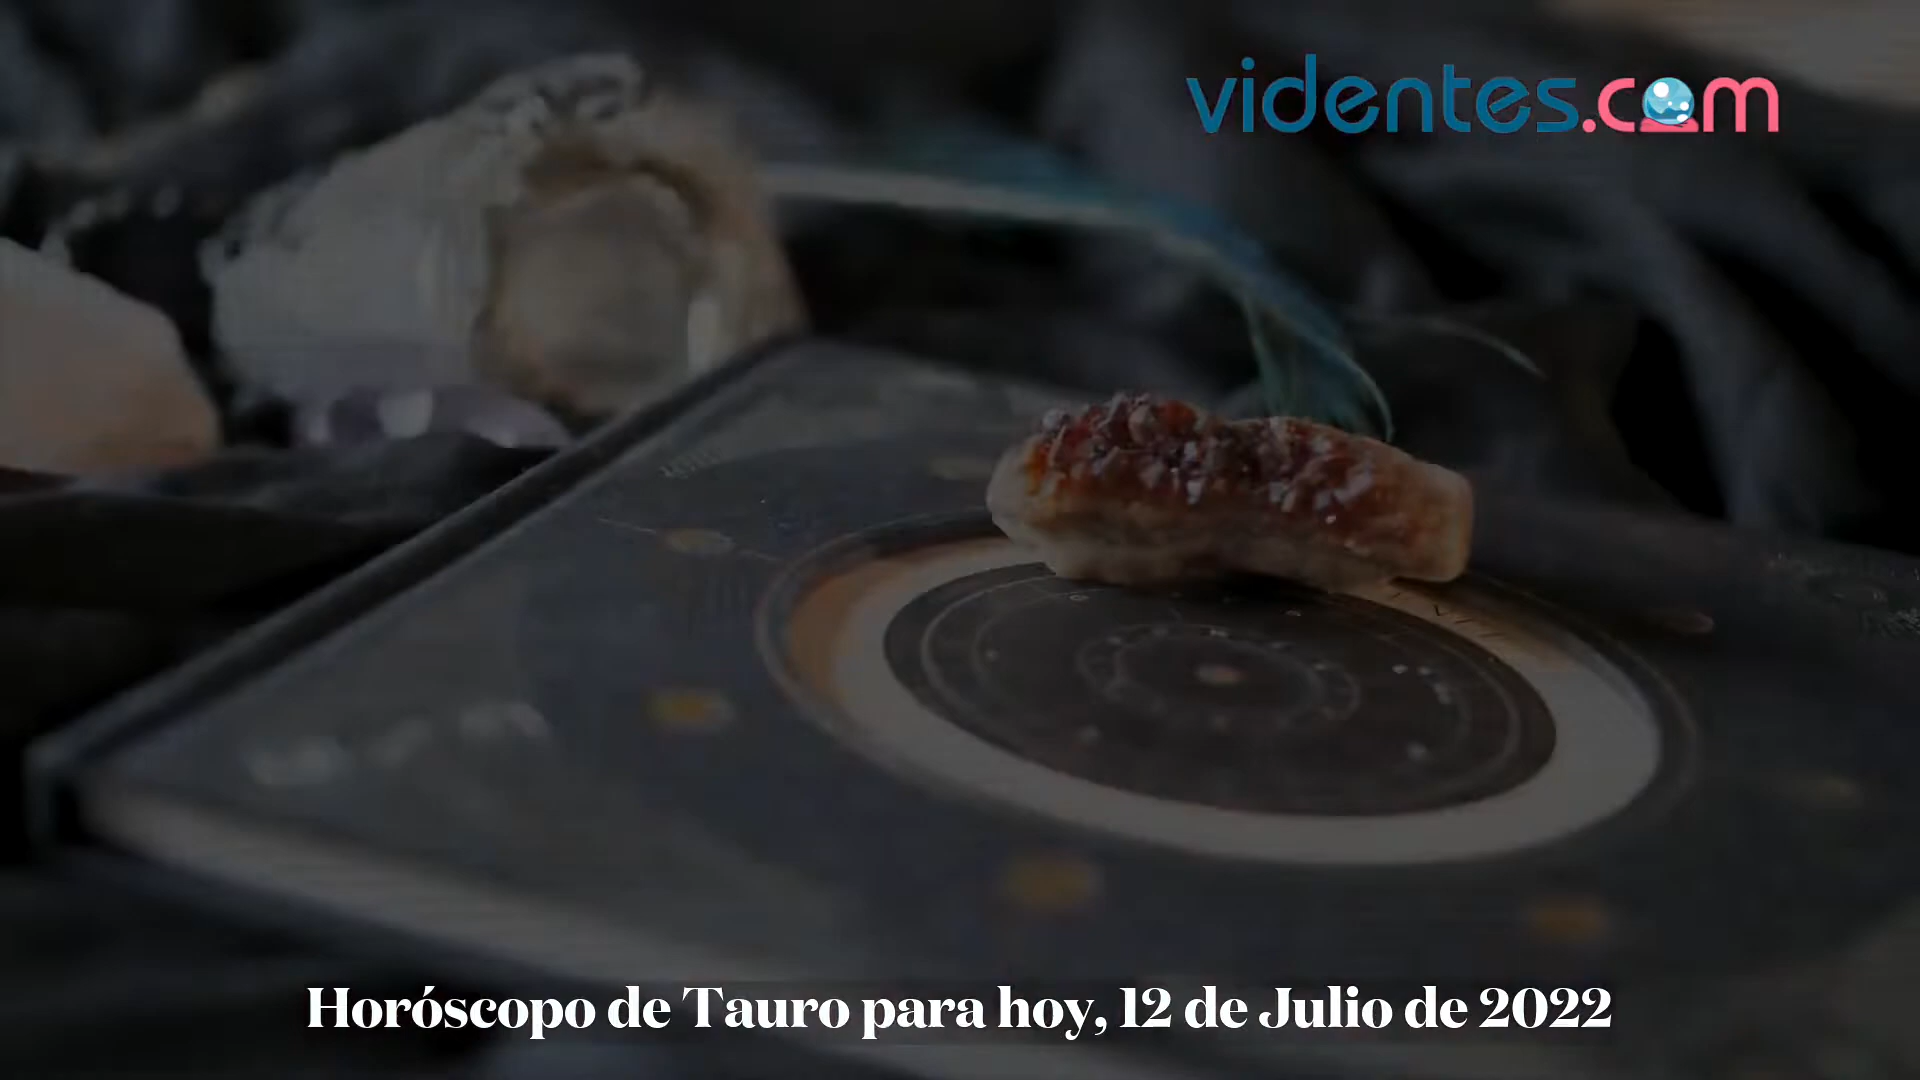 videntes.com
Horóscopo de Tauro para hoy, 12 de Julio de 2022